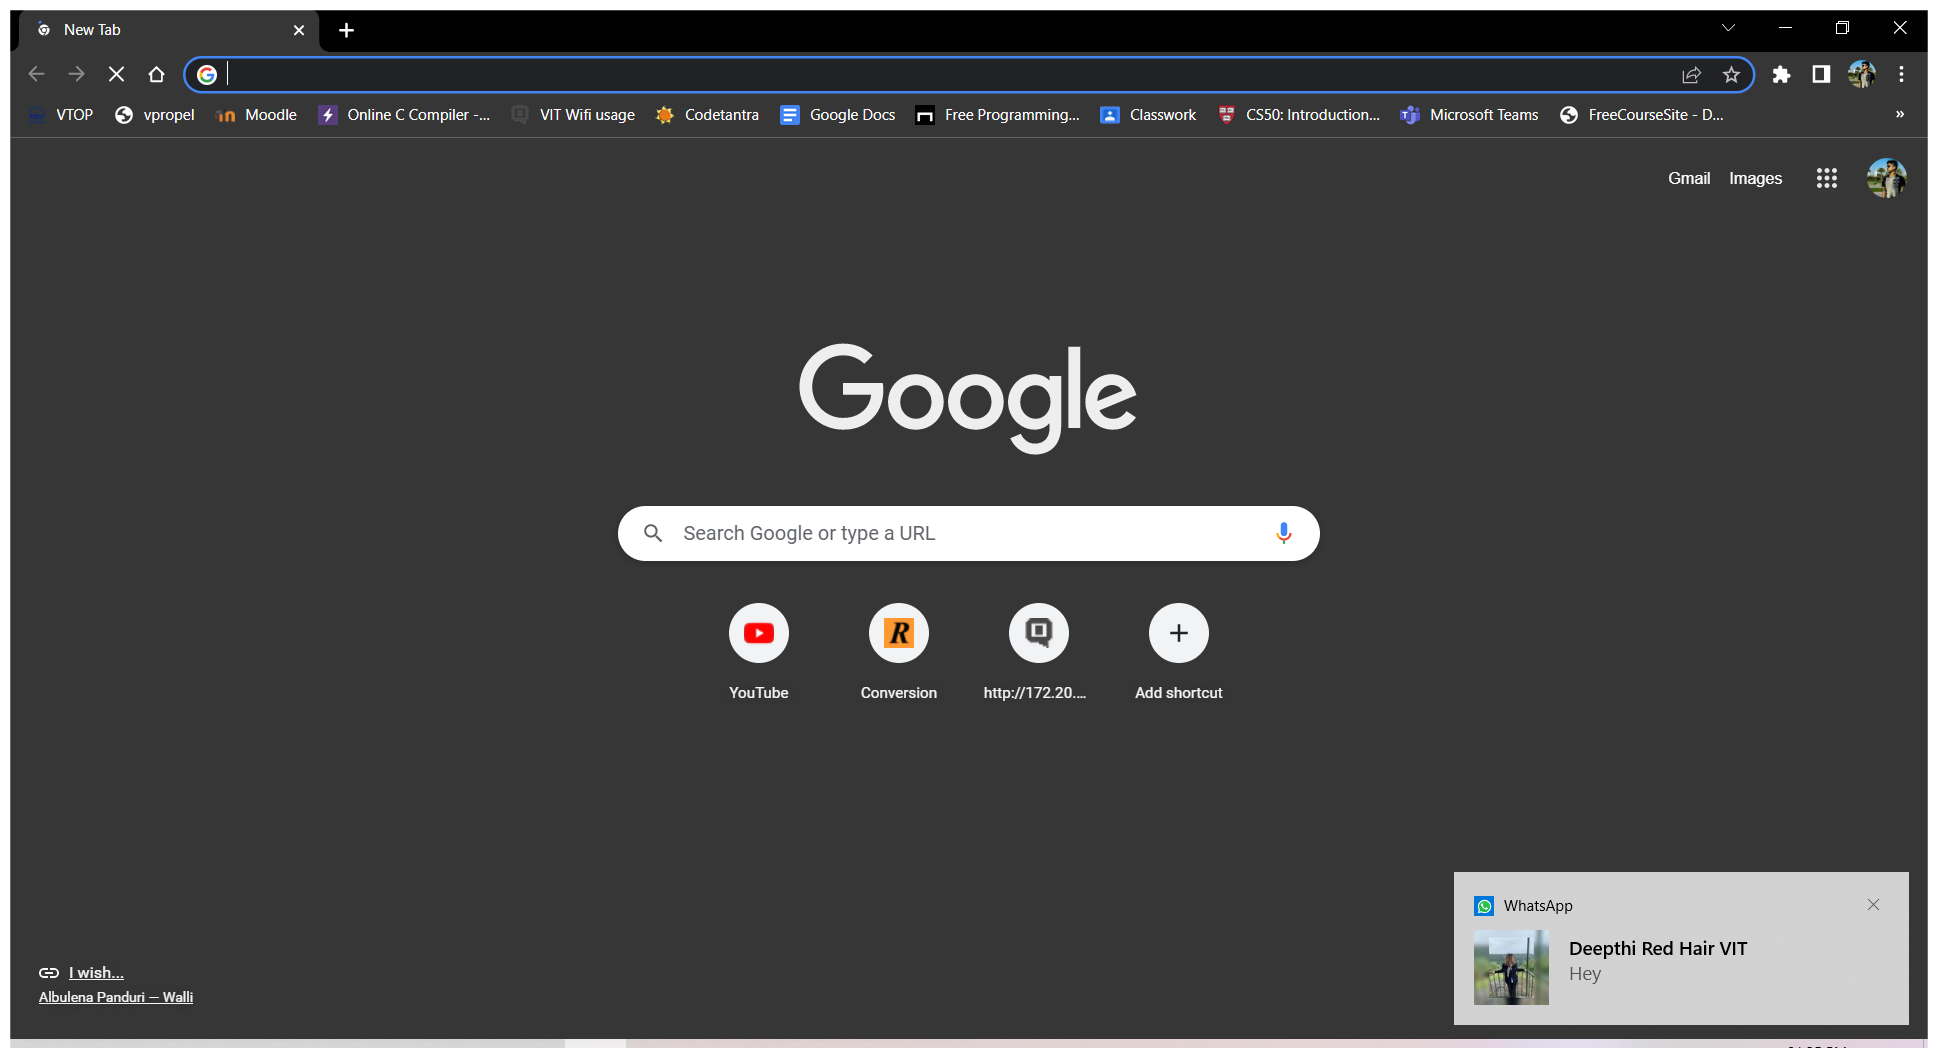 New Tab
VTOP vpropel Moodle Online C Compiler -... VIT Wifi usage Codetantra Google Docs Free Programming... Classwork CS50: Introduction... Microsoft Teams FreeCourseSite - D... »
Gmail Images
Google
Search Google or type a URL
YouTube Conversion http://172.20.... Add shortcut
WhatsApp
Deepthi Red Hair VIT
Hey
I wish...
Albulena Panduri — Walli